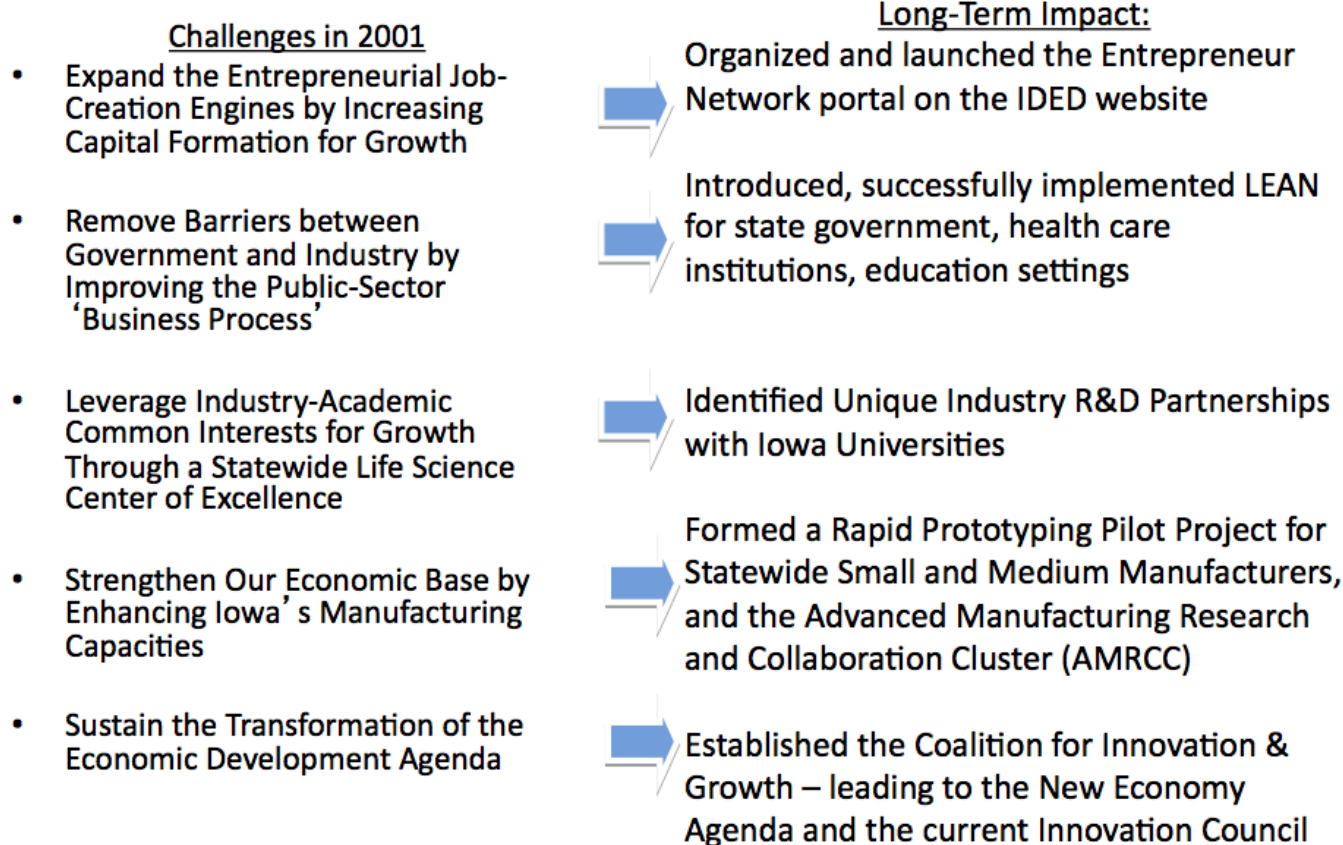 Challenges in 2001
• Expand the Entrepreneurial Job-
Creation Engines by Increasing
Capital Formation for Growth
• Remove Barriers between
Government and Industry by
Improving the Public-Sector
‘Business Process’
• Leverage Industry-Academic
Common Interests for Growth
Through a Statewide Life Science
Center of Excellence
• Strengthen Our Economic Base by
Enhancing Iowa’s Manufacturing
Capacities
• Sustain the Transformation of the
Economic Development Agenda
Long-Term Impact:
Organized and launched the Entrepreneur
Network portal on the IDED website
Introduced, successfully implemented LEAN
for state government, health care
institutions, education settings
Identified Unique Industry R&D Partnerships
with Iowa Universities
Formed a Rapid Prototyping Pilot Project for
Statewide Small and Medium Manufacturers,
and the Advanced Manufacturing Research
and Collaboration Cluster (AMRCC)
Established the Coalition for Innovation &
Growth – leading to the New Economy
Agenda and the current Innovation Council